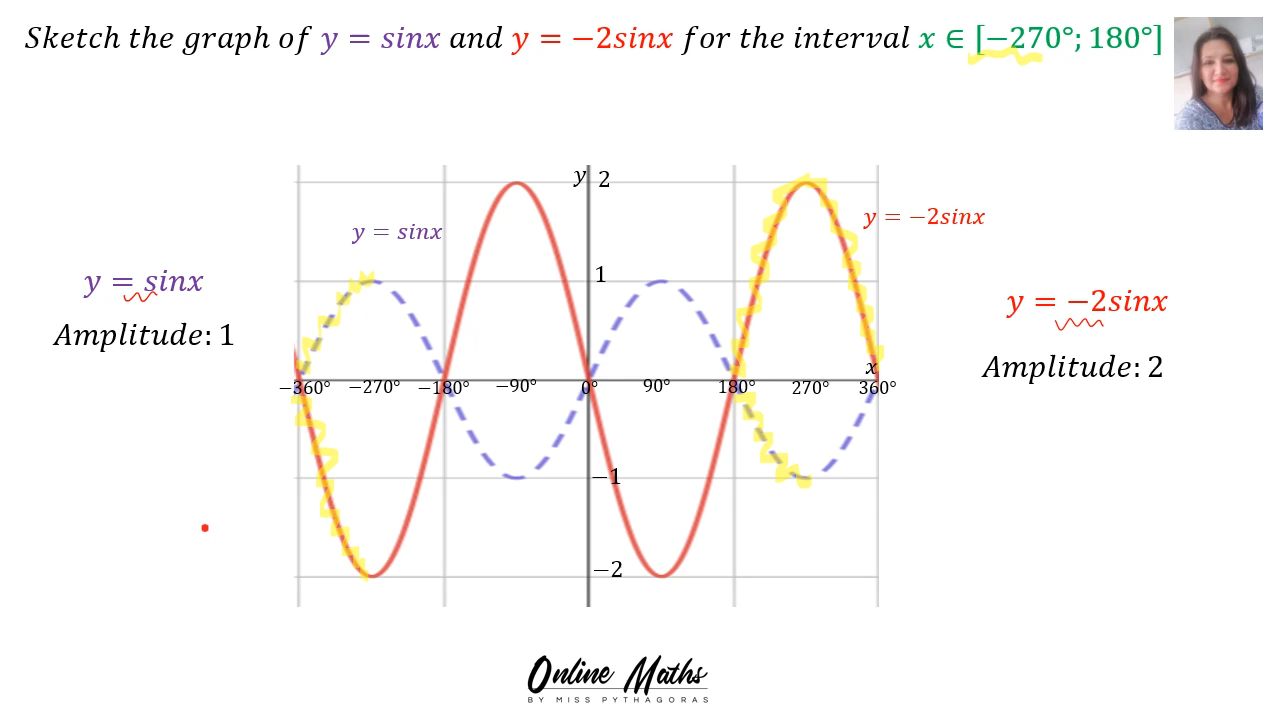 Sketch the graph of y = sinx and y = −2sinx for the interval x ∈ [−270°; 180°]
y 2
y = −2sinx
y = sinx
1
y = sinx
y = −2sinx
Amplitude: 1
Amplitude: 2
x
−360° −270° −180° −90° 0° 90° 180° 270° 360°
−1
−2
Online Maths
BY MISS PYTHAGORAS